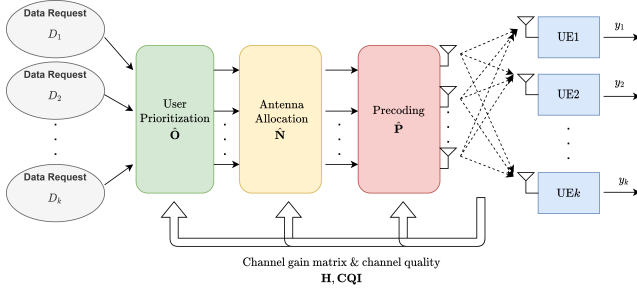 Data Request
D₁
Data Request
D₂
Data Request
Dₖ
User
Prioritization
Ô
Antenna
Allocation
N̂
Precoding
P̂
UE1
UE2
UEk
y₁
y₂
yₖ
Channel gain matrix & channel quality
H, CQI